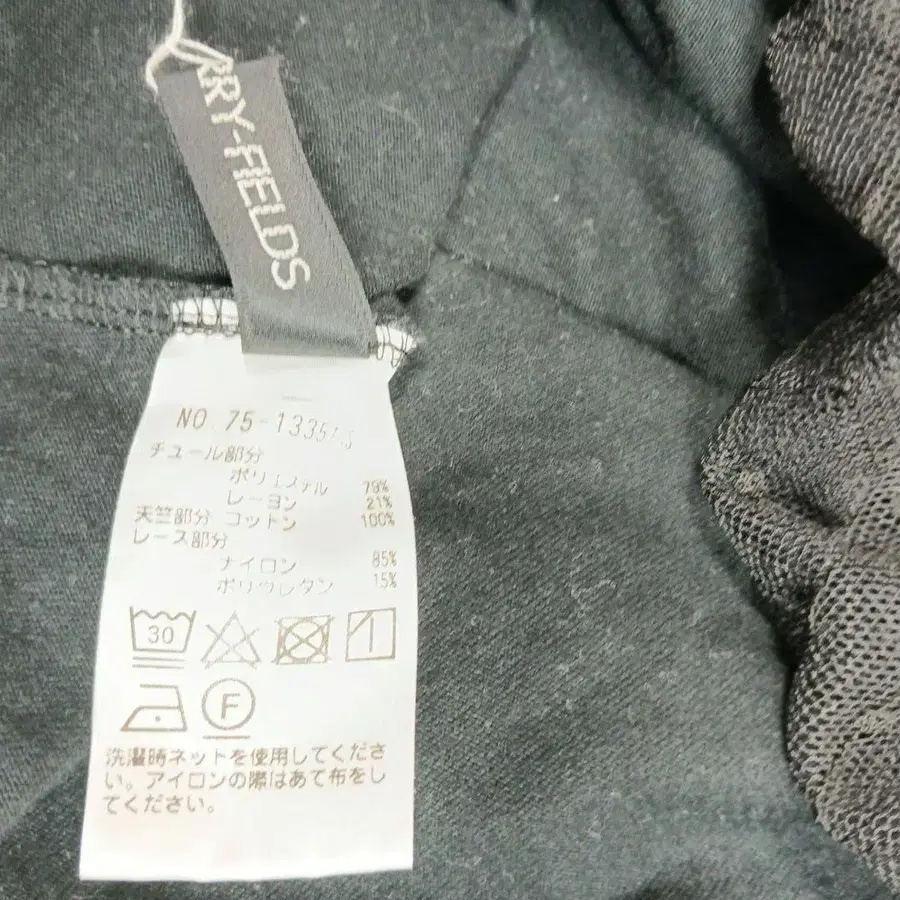 RRY-FIELDS
NO. 75-13351-5
チュール部分
ポリエステル 79%
レーヨン 21%
天竺部分 コットン 100%
レース部分
ナイロン 85%
ポリウレタン 15%
30
F
洗濯時ネットを使用してくださ
い。アイロンの際はあて布をし
てください。